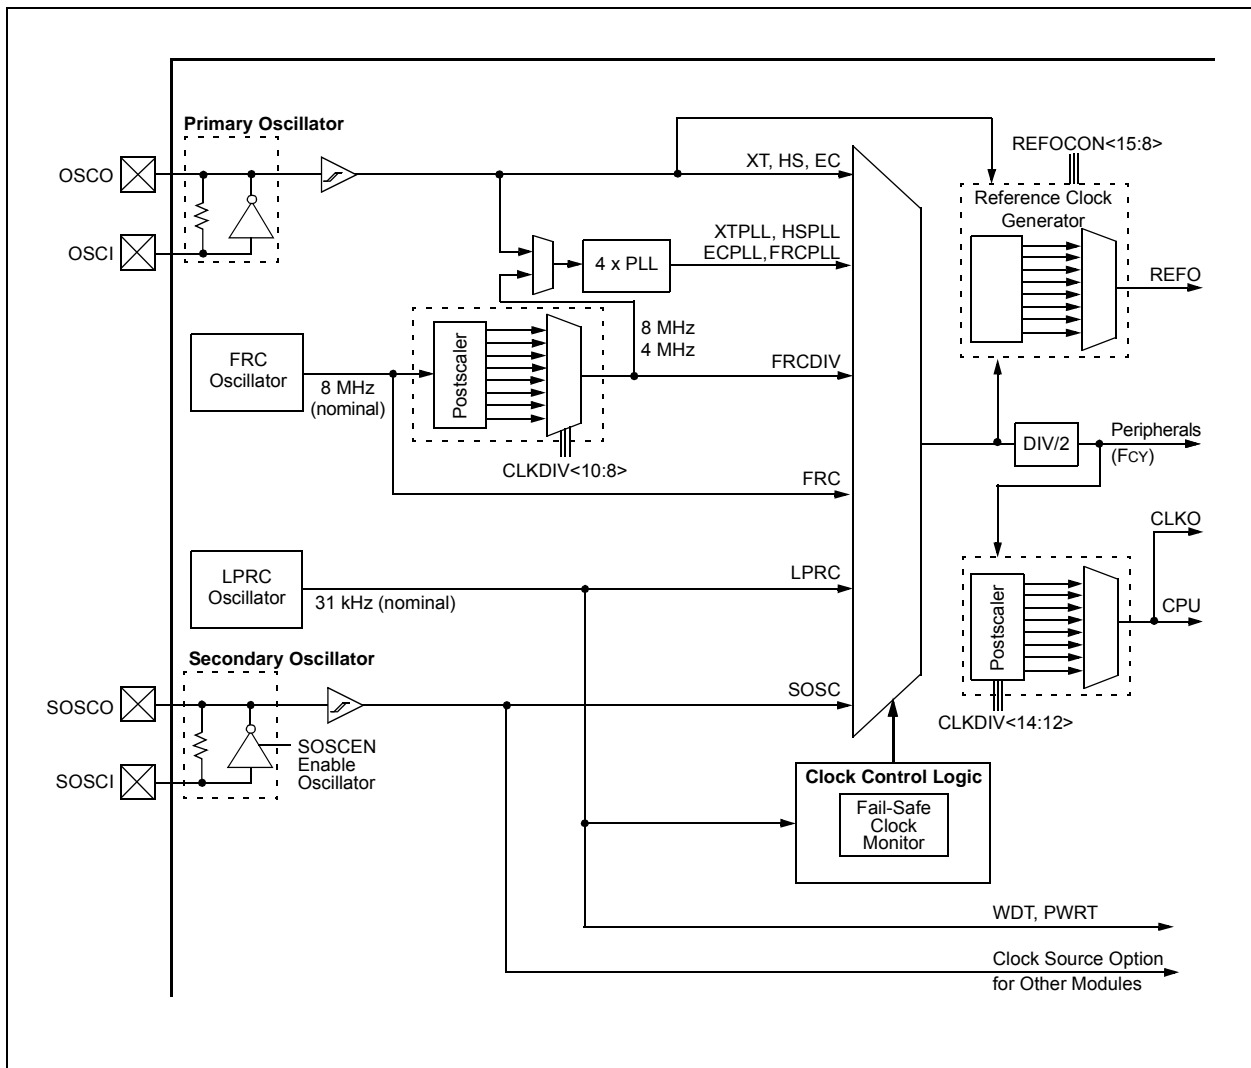 Primary Oscillator
OSCO
OSCI
XT, HS, EC
REFOCON<15:8>
Reference Clock
Generator
REFO
XTPLL, HSPLL
ECPLL,FRCPLL
4 x PLL
8 MHz
4 MHz
FRC
Oscillator
8 MHz
(nominal)
Postscaler
CLKDIV<10:8>
FRCDIV
FRC
DIV/2
Peripherals
(FCY)
CLKO
CPU
Postscaler
CLKDIV<14:12>
LPRC
Oscillator
31 kHz (nominal)
LPRC
Secondary Oscillator
SOSCO
SOSCI
SOSCEN
Enable
Oscillator
SOSC
Clock Control Logic
Fail-Safe
Clock
Monitor
WDT, PWRT
Clock Source Option
for Other Modules